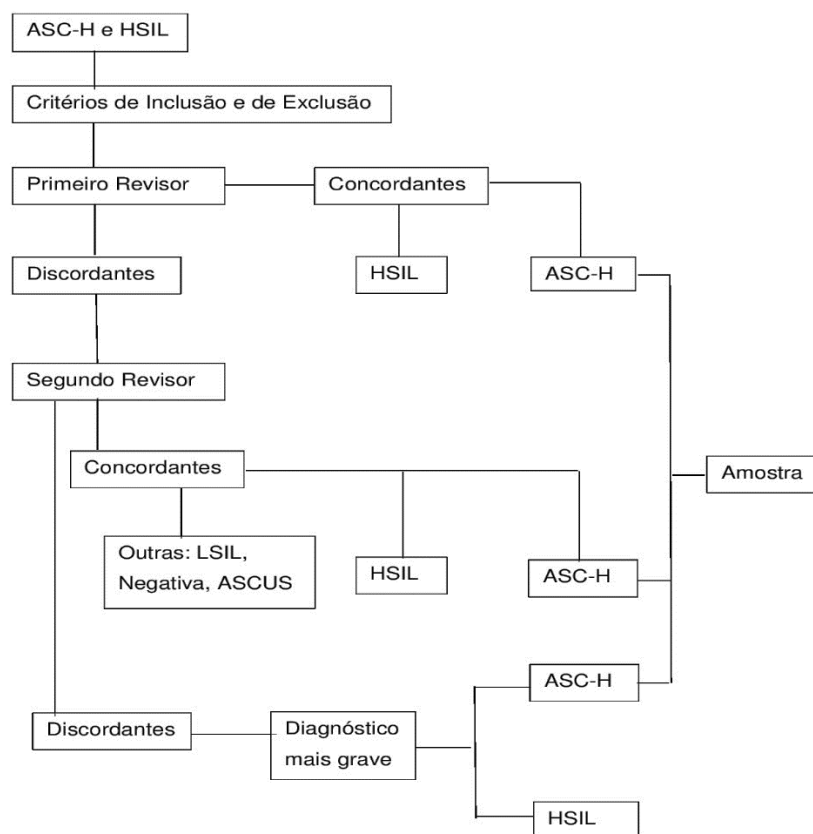 ASC-H e HSIL
Critérios de Inclusão e de Exclusão
Primeiro Revisor
Concordantes
Discordantes
HSIL
ASC-H
Segundo Revisor
Concordantes
Amostra
Outras: LSIL,
Negativa, ASCUS
HSIL
ASC-H
ASC-H
Discordantes
Diagnóstico
mais grave
HSIL